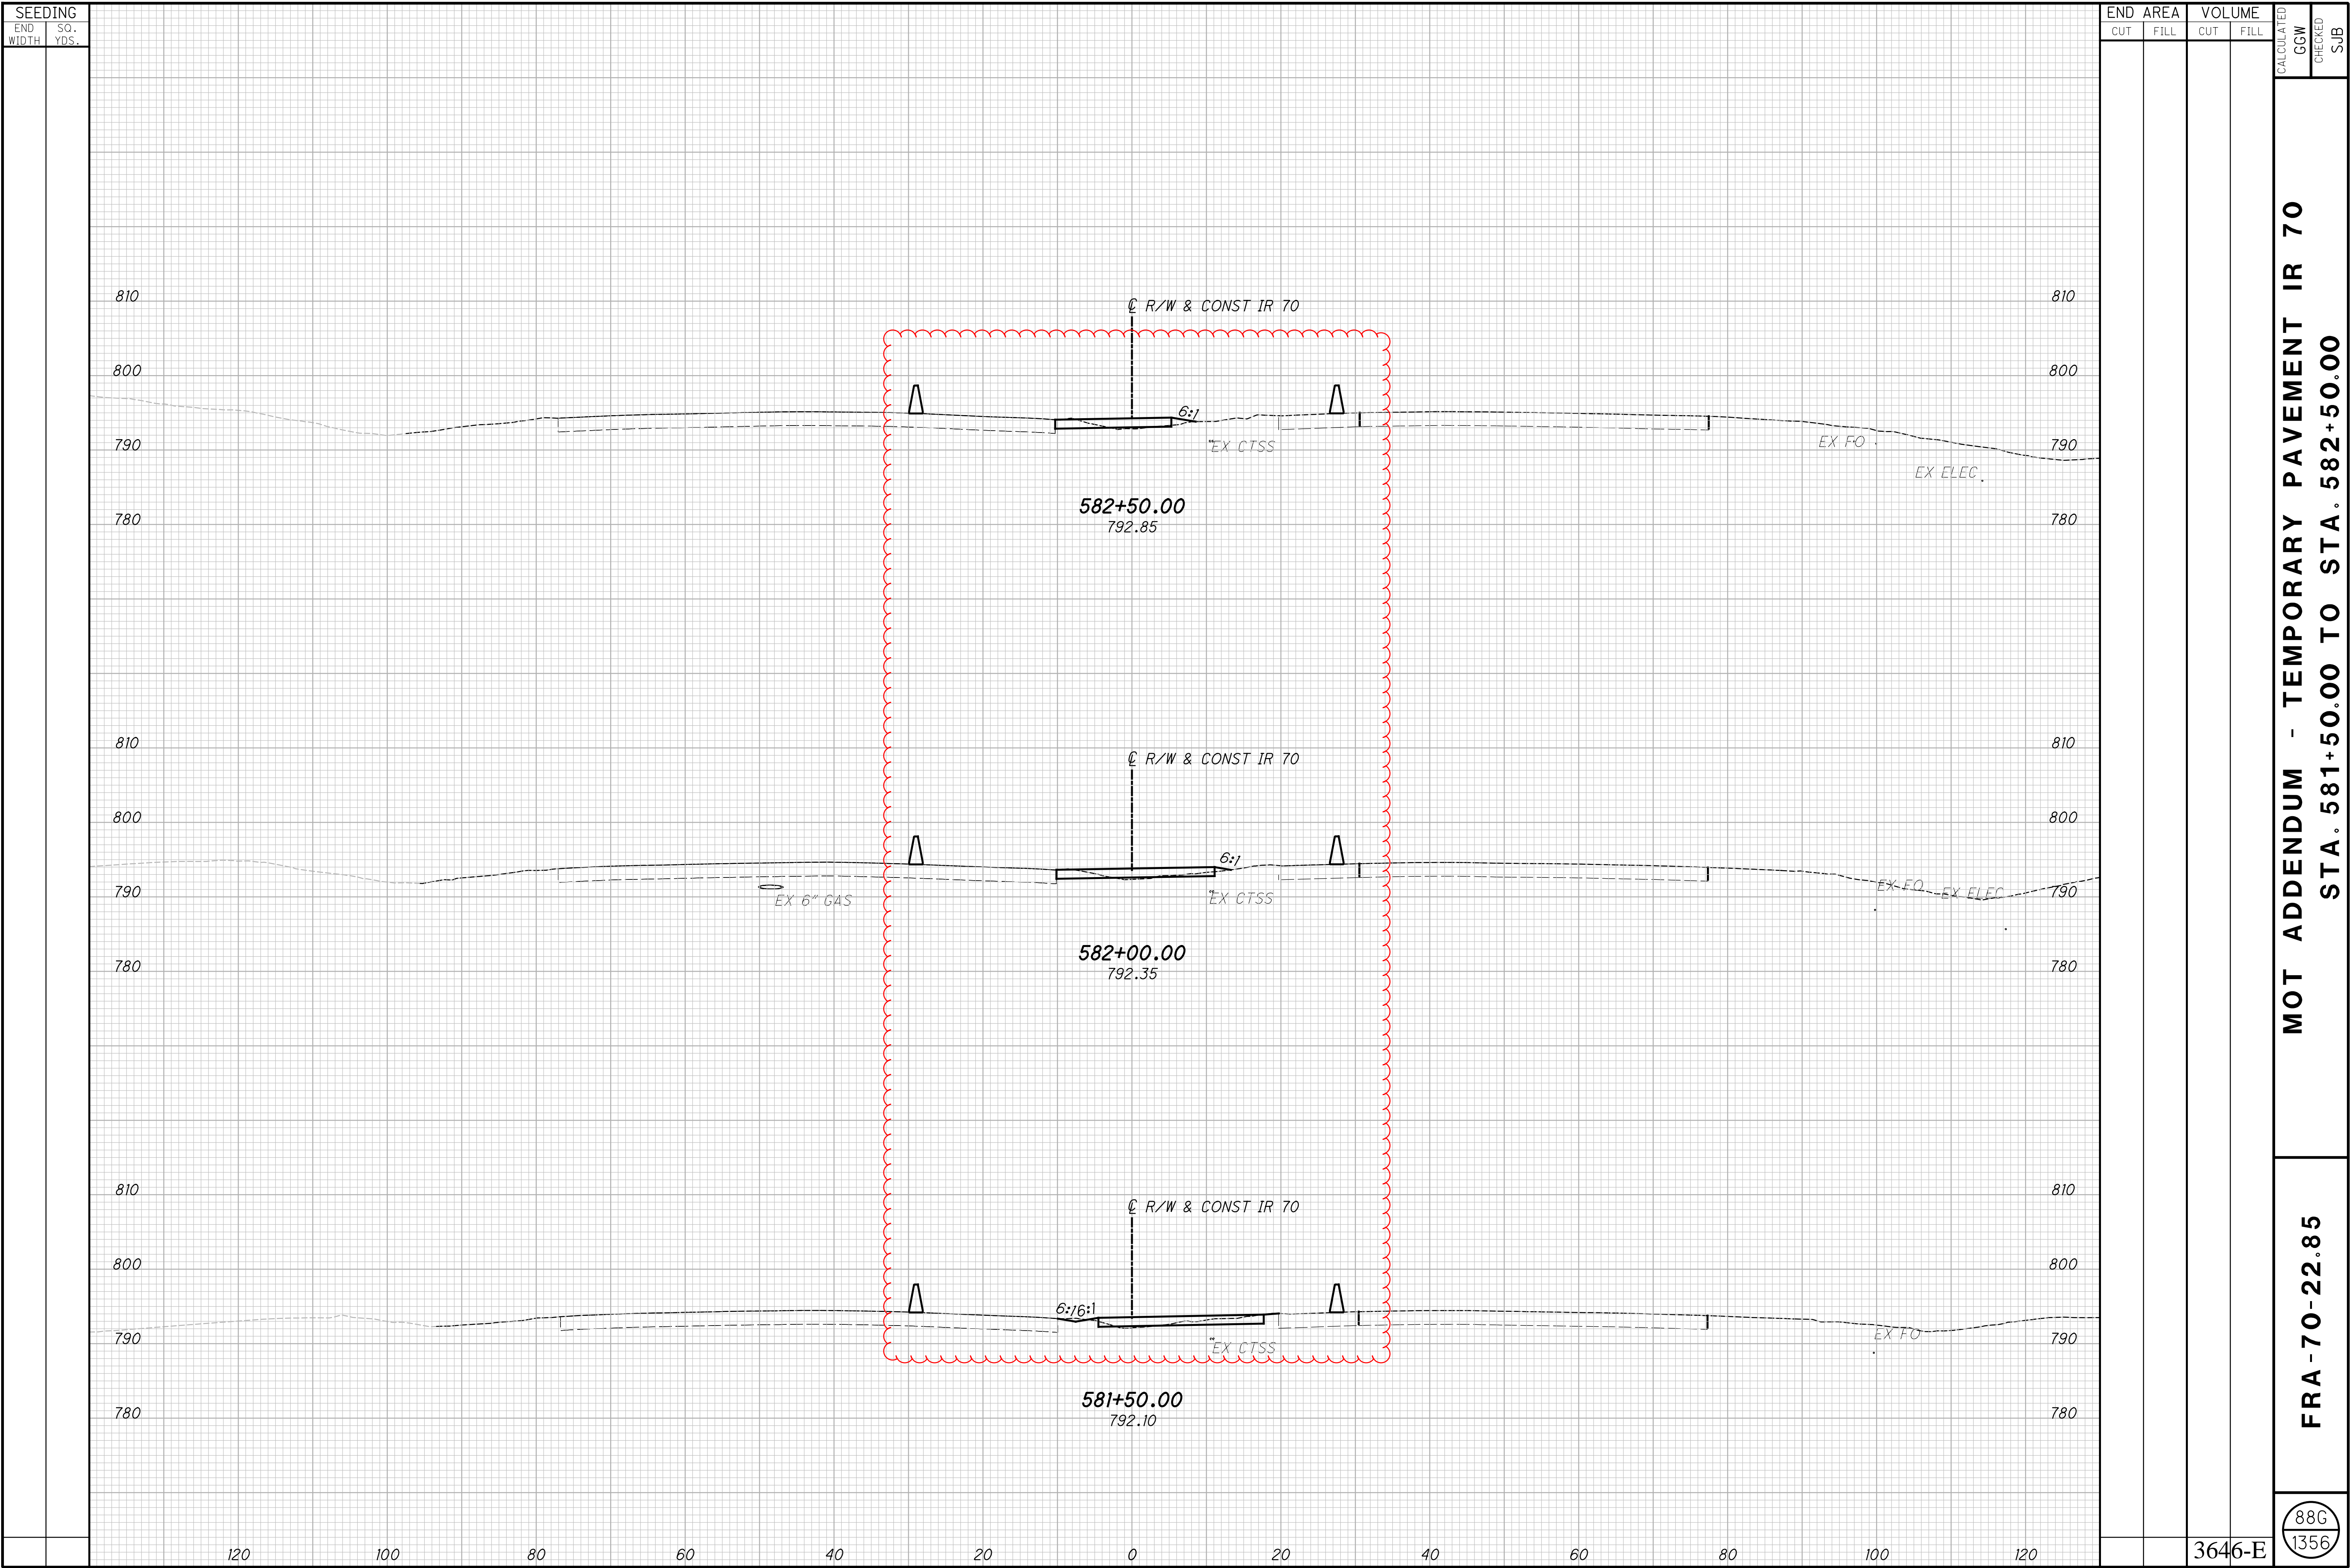 SEEDING
END WIDTH
SQ. YDS.
END AREA
VOLUME
CUT
FILL
CUT
FILL
CALCULATED
GGW
CHECKED
SJB
810
℄ R/W & CONST IR 70
810
800
800
6:1
790
EX CTSS
EX FO
790
EX ELEC
582+50.00
792.85
780
780
810
℄ R/W & CONST IR 70
810
800
800
6:1
790
EX 6" GAS
EX CTSS
EX FO
EX ELEC
790
582+00.00
792.35
780
780
810
℄ R/W & CONST IR 70
810
800
800
6:1
6:1
790
EX CTSS
EX FO
790
581+50.00
792.10
780
780
120
100
80
60
40
20
0
20
40
60
80
100
120
MOT ADDENDUM - TEMPORARY PAVEMENT IR 70
STA. 581+50.00 TO STA. 582+50.00
FRA-70-22.85
88G
1356
3646-E